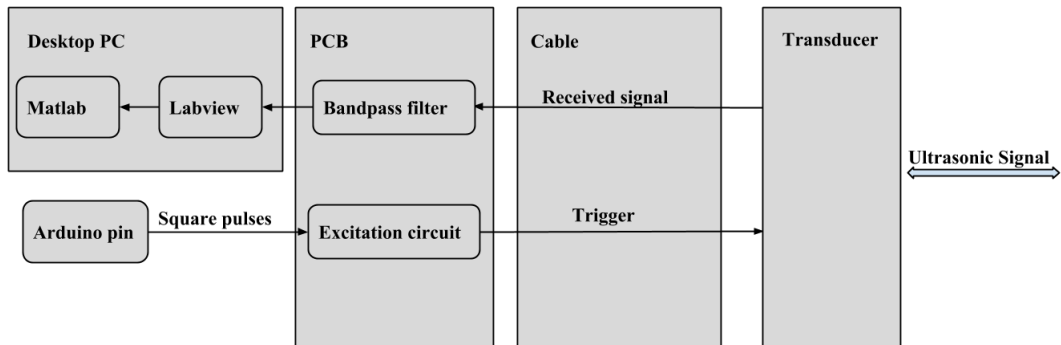 Desktop PC
PCB
Cable
Transducer
Matlab
Labview
Bandpass filter
Received signal
Ultrasonic Signal
Arduino pin
Square pulses
Excitation circuit
Trigger